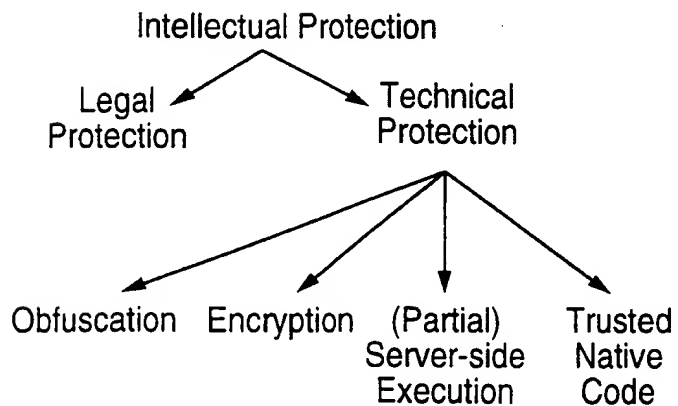 Intellectual Protection
Legal
Protection
Technical
Protection
Obfuscation
Encryption
(Partial)
Server-side
Execution
Trusted
Native
Code